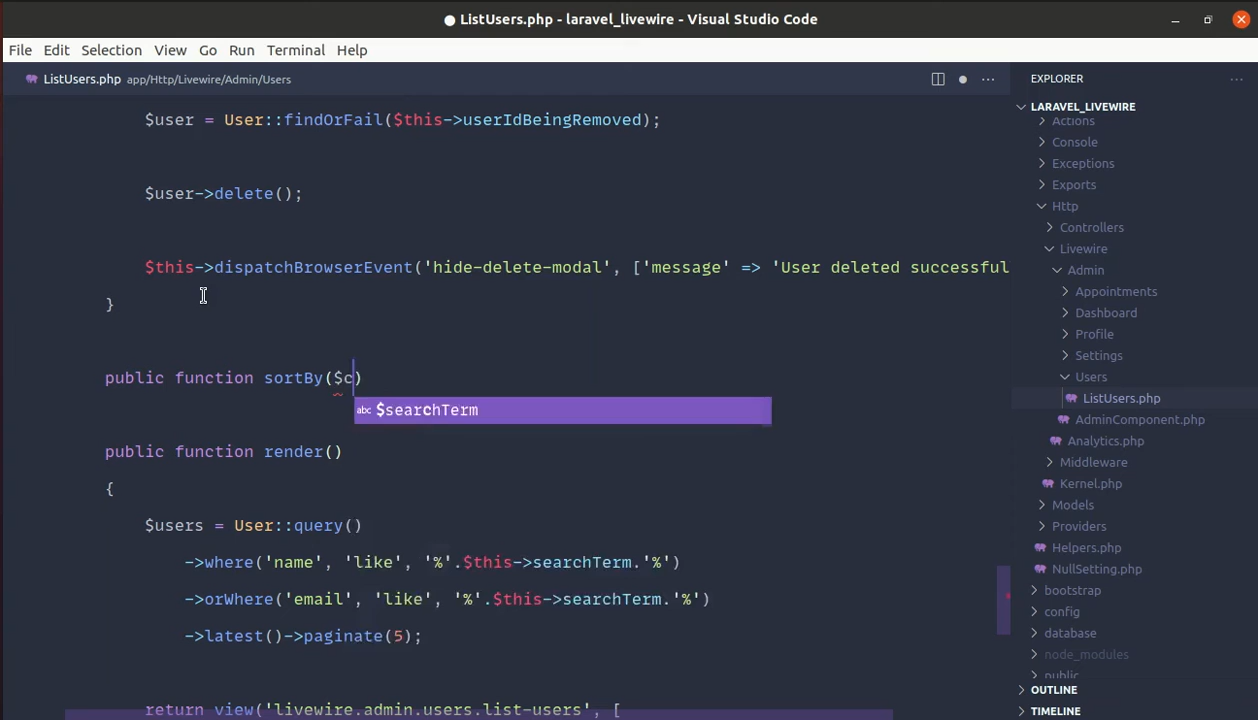 ● ListUsers.php - laravel_livewire - Visual Studio Code
File Edit Selection View Go Run Terminal Help
ListUsers.php app/Http/Livewire/Admin/Users
$user = User::findOrFail($this->userIdBeingRemoved);
$user->delete();
$this->dispatchBrowserEvent('hide-delete-modal', ['message' => 'User deleted successful
}
public function sortBy($c)
abc $searchTerm
public function render()
{
$users = User::query()
->where('name', 'like', '%'.$this->searchTerm.'%')
->orWhere('email', 'like', '%'.$this->searchTerm.'%')
->latest()->paginate(5);
return view('livewire.admin.users.list-users', [
EXPLORER
LARAVEL_LIVEWIRE
Actions
Console
Exceptions
Exports
Http
Controllers
Livewire
Admin
Appointments
Dashboard
Profile
Settings
Users
ListUsers.php
AdminComponent.php
Analytics.php
Middleware
Kernel.php
Models
Providers
Helpers.php
NullSetting.php
bootstrap
config
database
node_modules
public
OUTLINE
TIMELINE